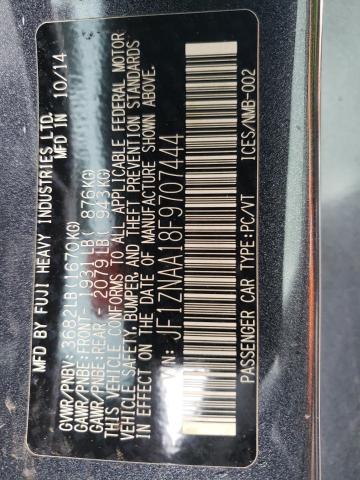 MFD BY FUJI HEAVY INDUSTRIES LTD.
MFD IN 10/14
GVWR/PNBV: 3682LB( 1670KG)
GAWR/PNBE:FRONT- 1931LB( 876KG)
GAWR/PNBE:REAR - 2079LB( 943KG)
THIS VEHICLE CONFORMS TO ALL APPLICABLE FEDERAL MOTOR
VEHICLE SAFETY, BUMPER, AND THEFT PREVENTION STANDARDS
IN EFFECT ON THE DATE OF MANUFACTURE SHOWN ABOVE.
JF1ZNAA18F9707444
PASSENGER CAR/TYPE:PC/VT ICES/NMB-002